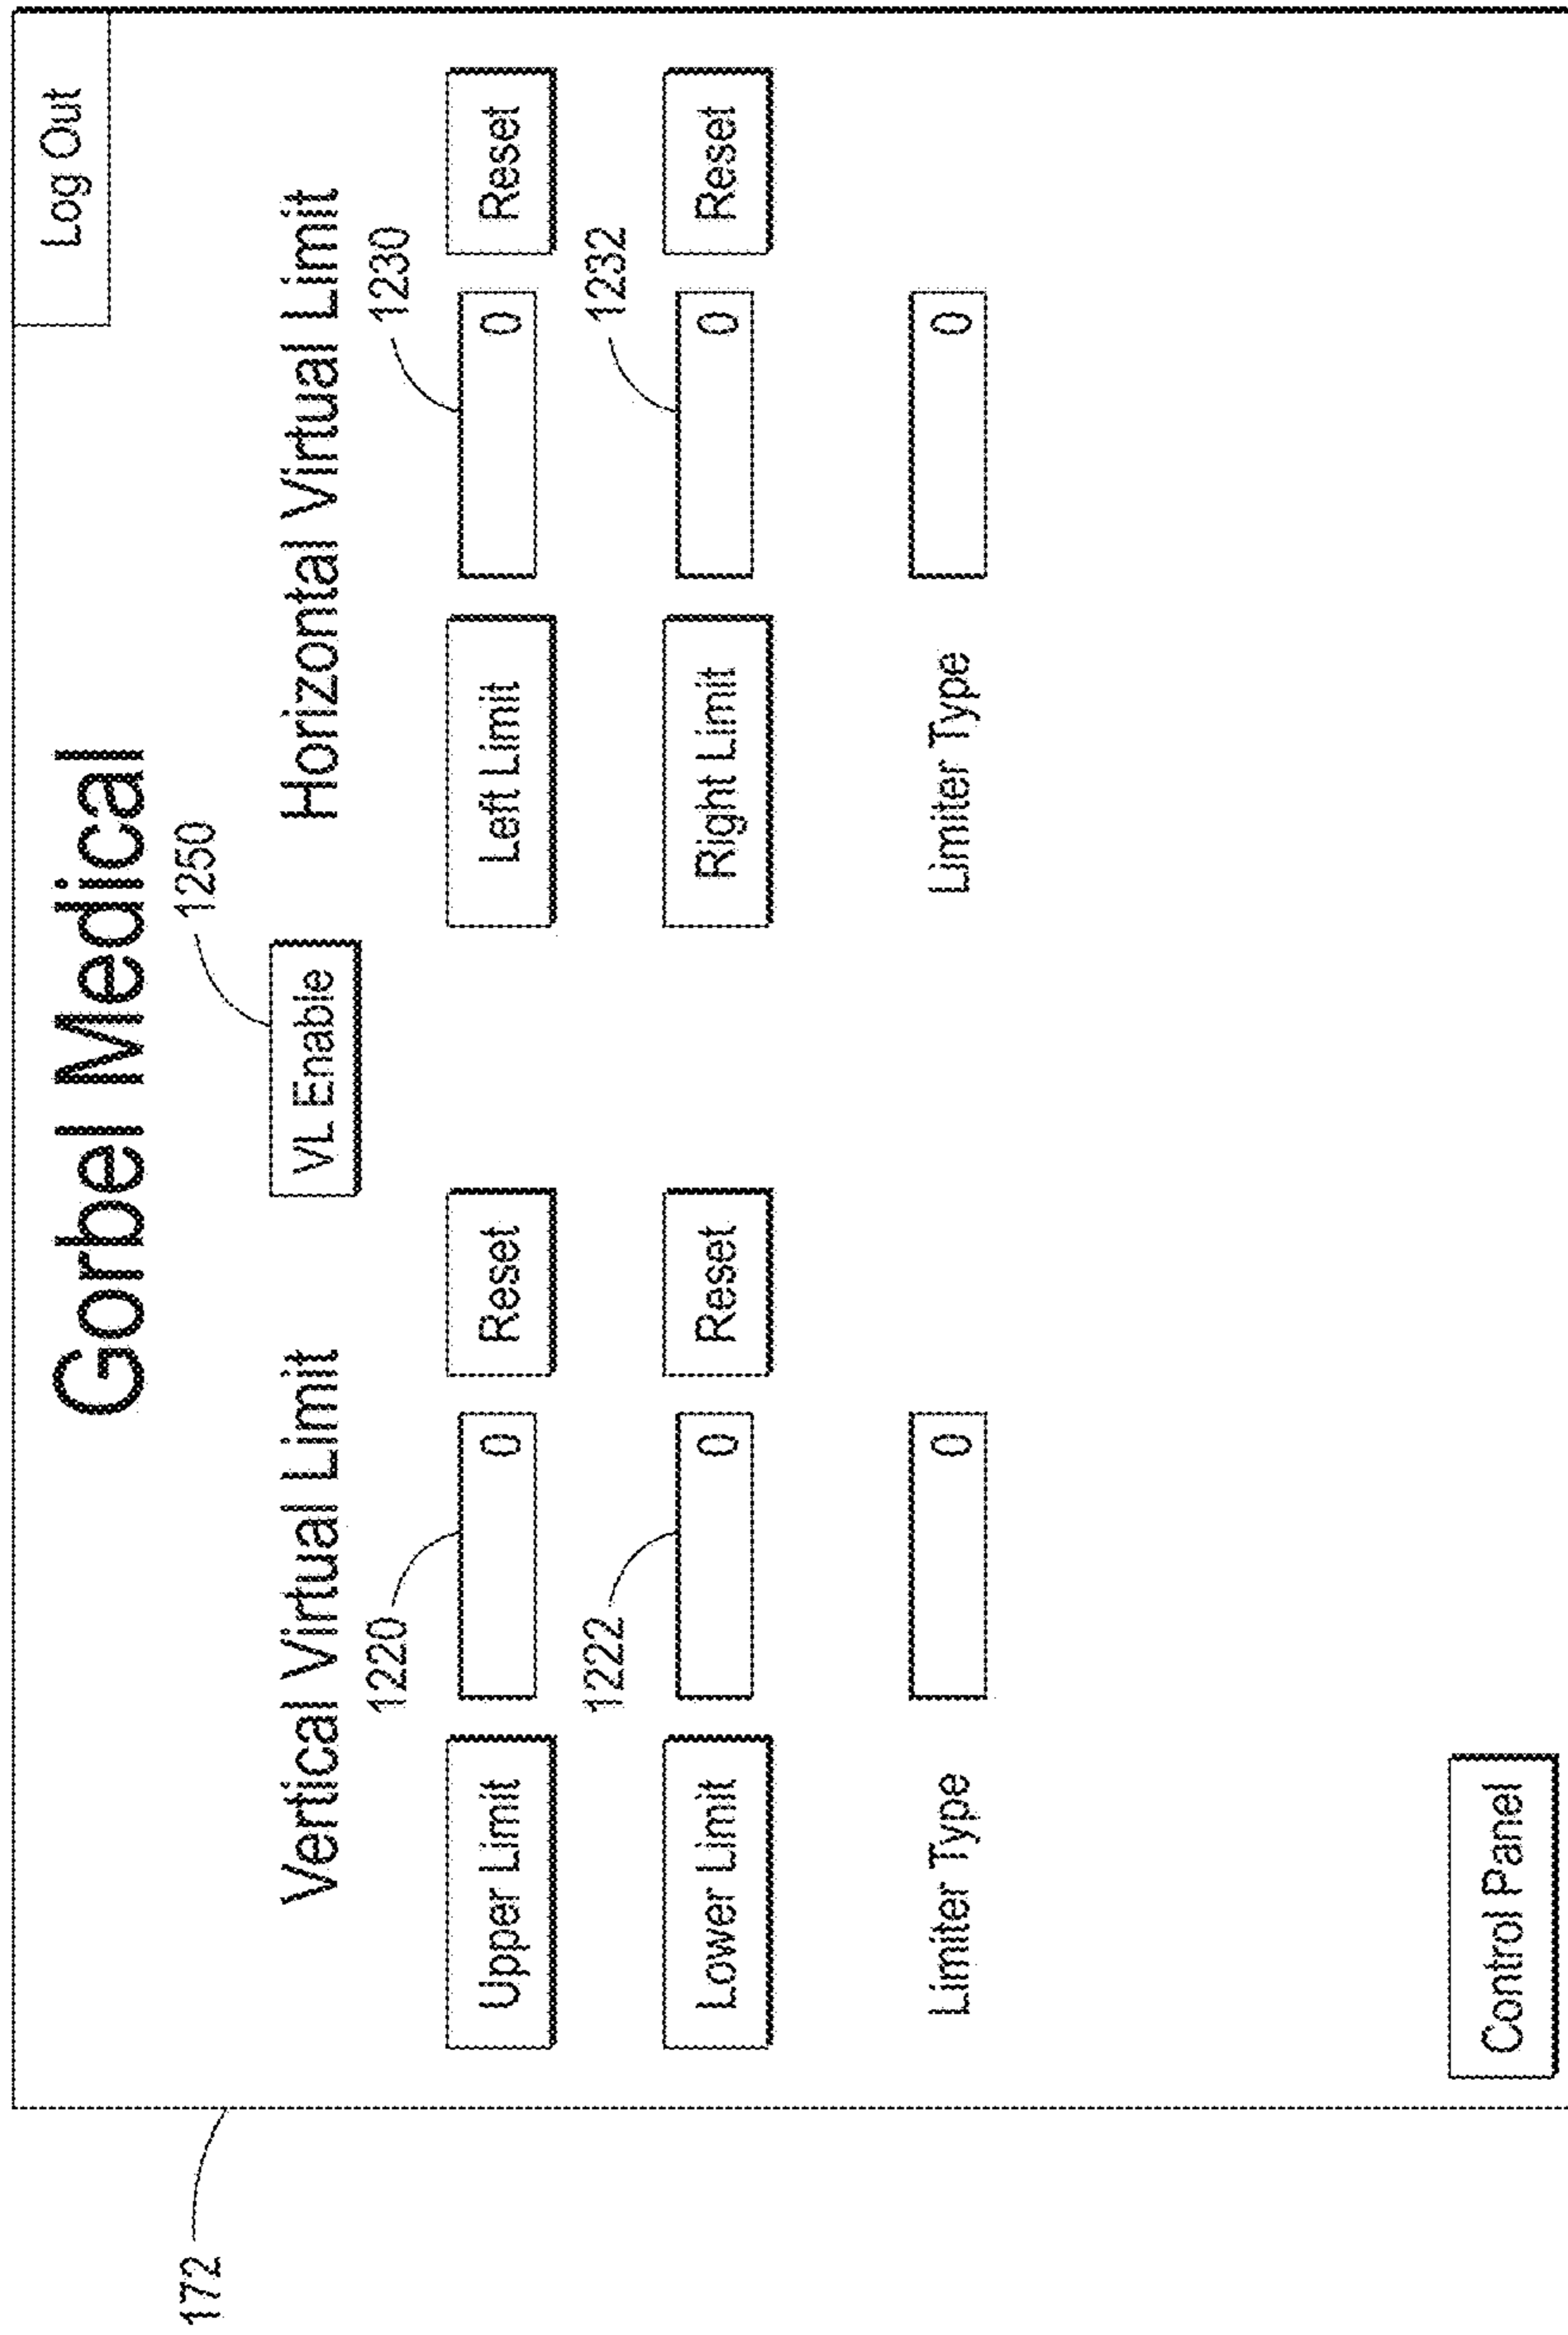 172
Log Out
Gorbel Medical
1250
Vertical Virtual Limit
VL Enable
Horizontal Virtual Limit
1220
1230
Upper Limit 0 Reset
Left Limit 0 Reset
1222
1232
Lower Limit 0 Reset
Right Limit 0 Reset
Limiter Type 0
Limiter Type 0
Control Panel